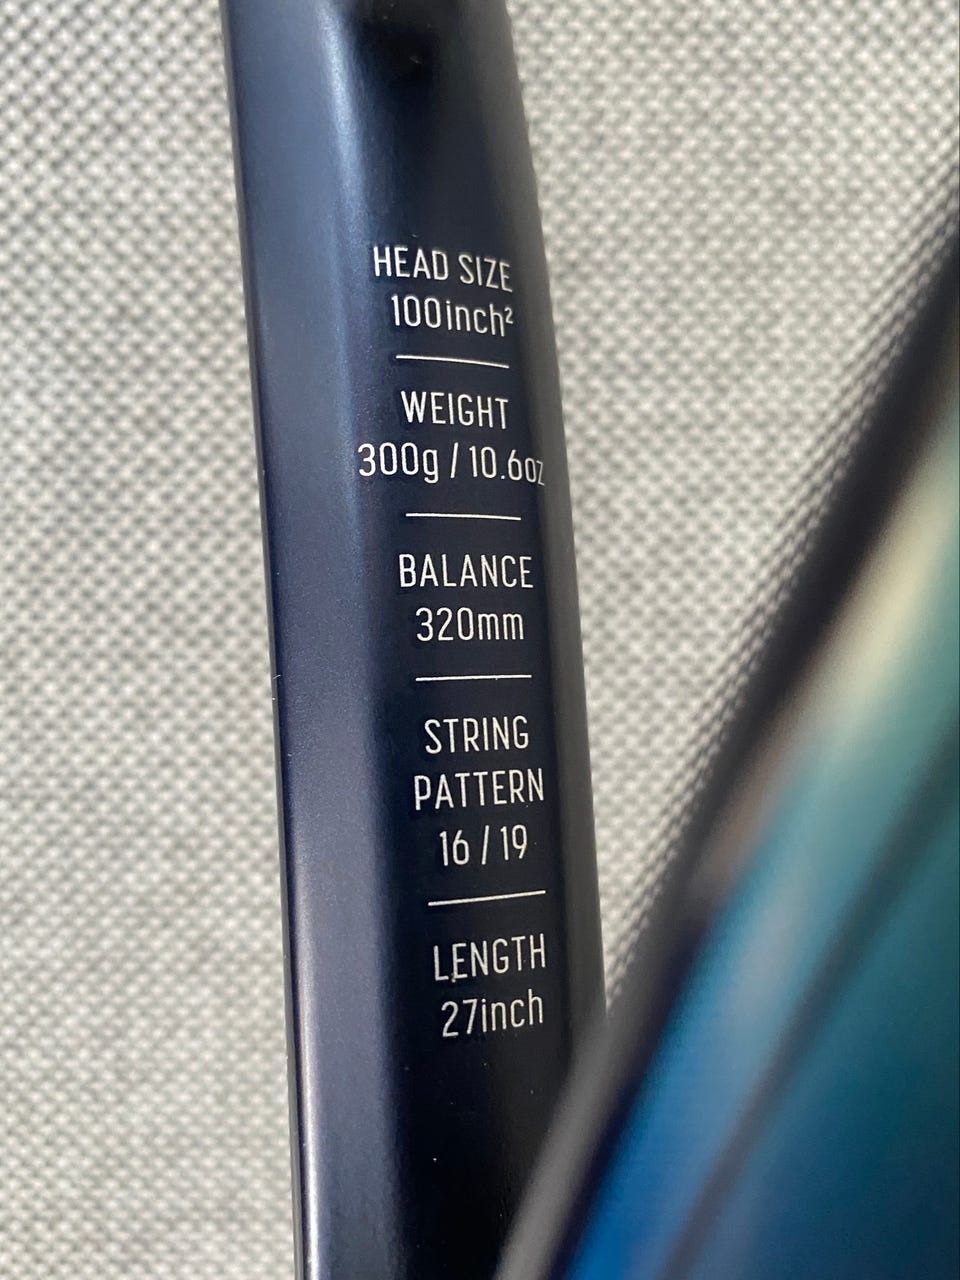 HEAD SIZE
100inch²
WEIGHT
300g / 10.6oz
BALANCE
320mm
STRING
PATTERN
16 / 19
LENGTH
27inch